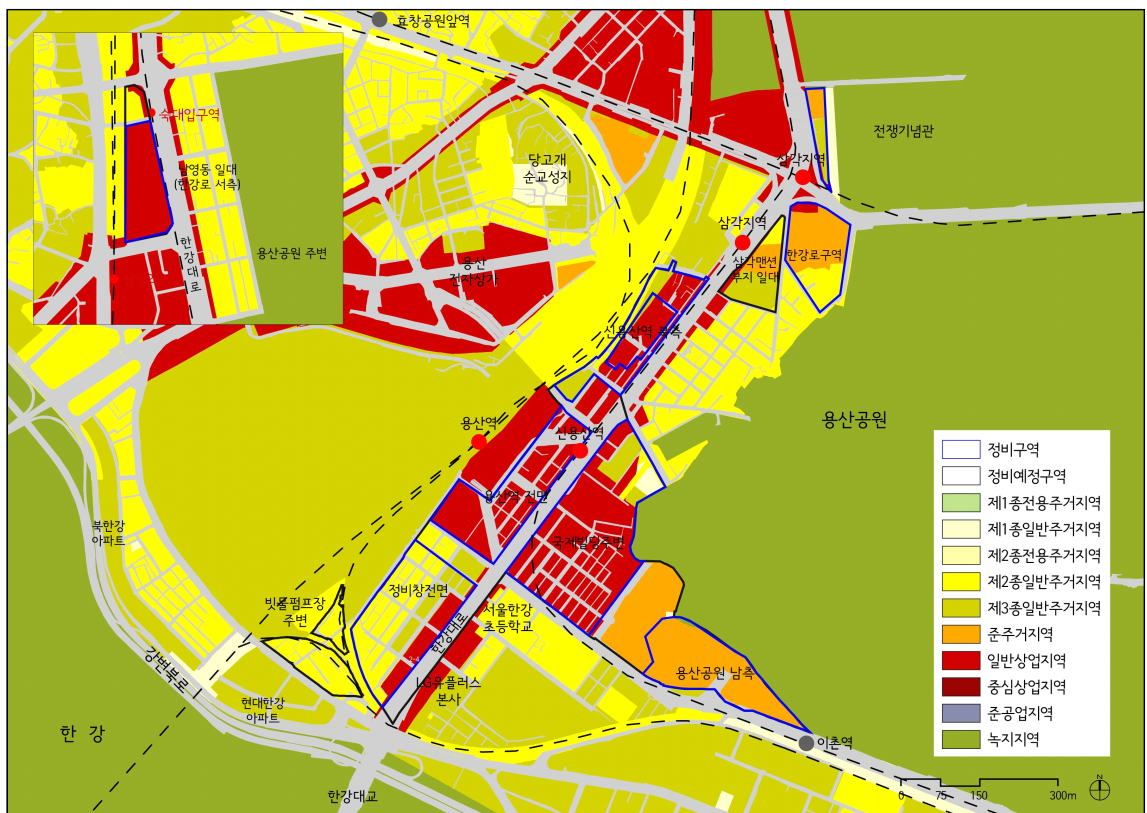 효창공원앞역
숙대입구역
남영동 일대
(한강로 서측)
한강대로
용산공원 주변
당고개
순교성지
전쟁기념관
삼각지역
삼각지역
삼각맨션
부지 일대
한강로구역
용산
전자상가
신용산역 북측
용산역
신용산역
용산공원
용산역 전면
국제빌딩주변
북한강
아파트
빗물펌프장
주변
정비창전면
서울한강
초등학교
한강대로
강변북로
LG유플러스
본사
용산공원 남측
현대한강
아파트
한 강
이촌역
한강대교
정비구역
정비예정구역
제1종전용주거지역
제1종일반주거지역
제2종전용주거지역
제2종일반주거지역
제3종일반주거지역
준주거지역
일반상업지역
중심상업지역
준공업지역
녹지지역
0 75 150 300m
N